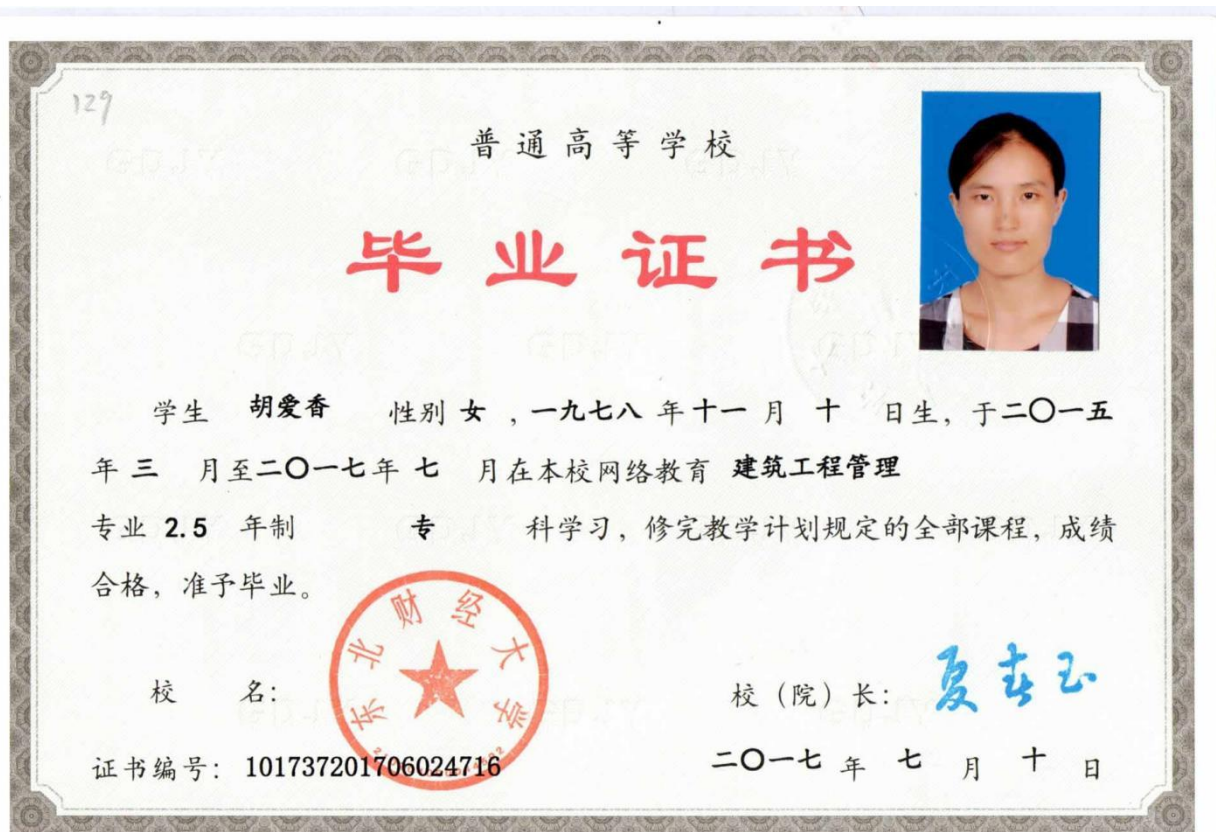 129
普通高等学校
毕业证书
学生 胡爱香 性别 女 ，一九七八 年 十一 月 十 日生，于二〇一五
年 三 月至二〇一七年 七 月在本校网络教育 建筑工程管理
专业 2.5 年制 专 科学习，修完教学计划规定的全部课程，成绩
合格，准予毕业。
东北财经大学
校 名：
校（院）长： 夏春玉
证书编号：101737201706024716
二〇一七 年 七 月 十 日